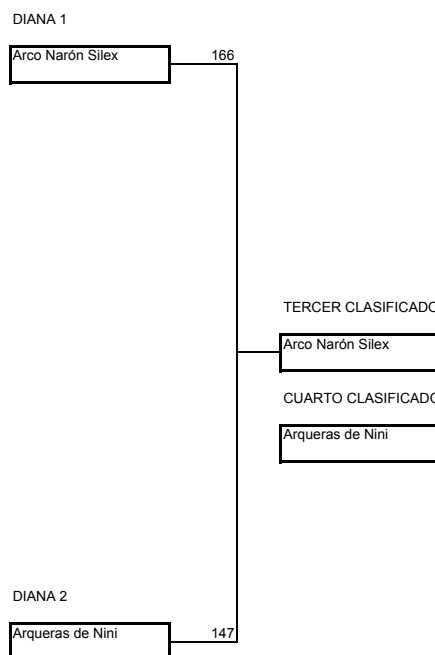 DIANA 1
Arco Narón Silex 166
TERCER CLASIFICADO
Arco Narón Silex
CUARTO CLASIFICADO
Arqueras de Nini
DIANA 2
Arqueras de Nini 147